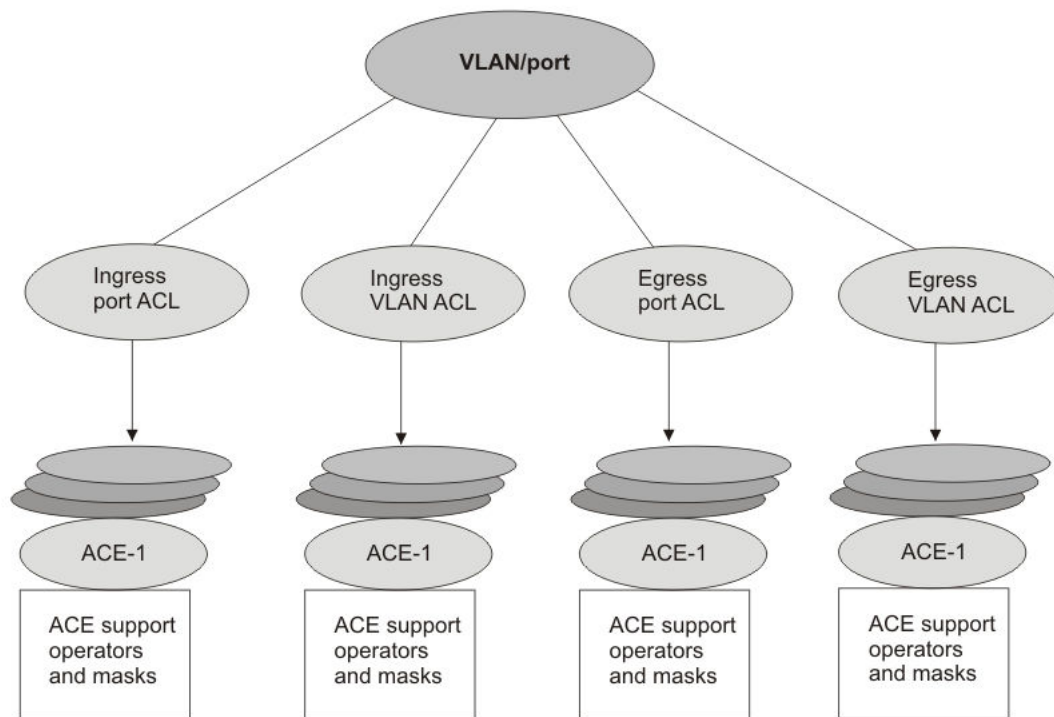 VLAN/port
Ingress
port ACL
Ingress
VLAN ACL
Egress
port ACL
Egress
VLAN ACL
ACE-1
ACE-1
ACE-1
ACE-1
ACE support
operators
and masks
ACE support
operators
and masks
ACE support
operators
and masks
ACE support
operators
and masks